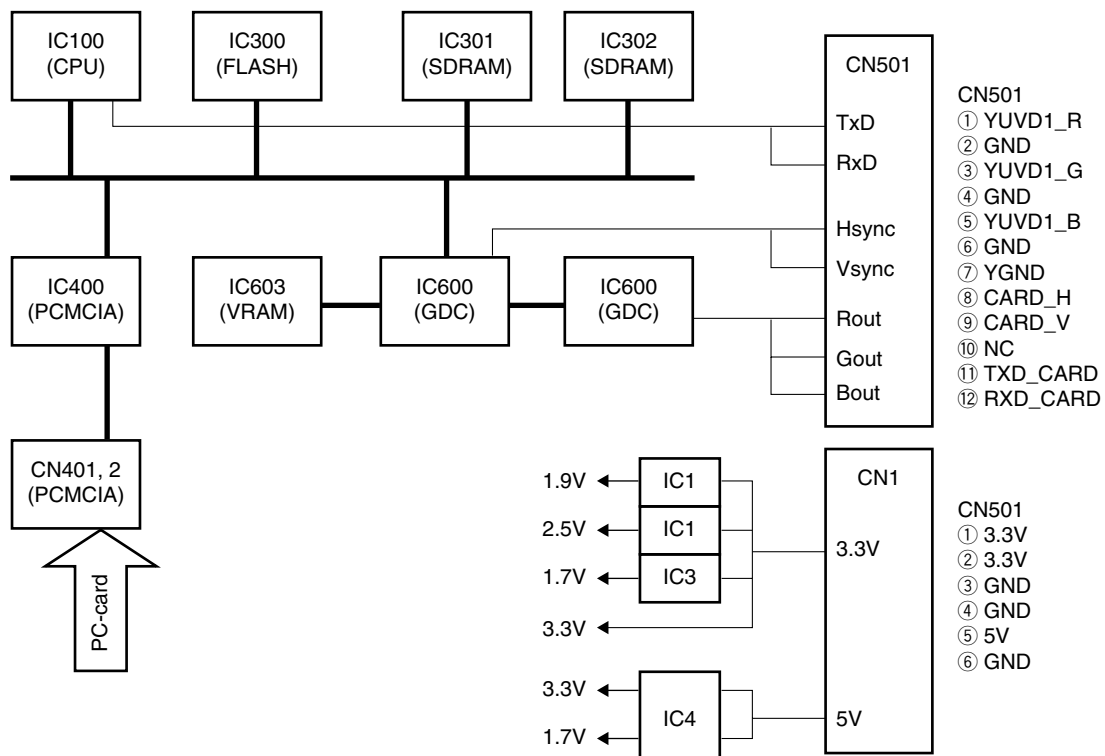 IC100
(CPU)
IC300
(FLASH)
IC301
(SDRAM)
IC302
(SDRAM)
CN501
TxD
RxD
Hsync
Vsync
Rout
Gout
Bout
CN501
① YUVD1_R
② GND
③ YUVD1_G
④ GND
⑤ YUVD1_B
⑥ GND
⑦ YGND
⑧ CARD_H
⑨ CARD_V
⑩ NC
⑪ TXD_CARD
⑫ RXD_CARD
IC400
(PCMCIA)
IC603
(VRAM)
IC600
(GDC)
IC600
(GDC)
CN401, 2
(PCMCIA)
PC-card
1.9V
IC1
2.5V
IC1
1.7V
IC3
3.3V
3.3V
1.7V
IC4
CN1
3.3V
5V
CN501
① 3.3V
② 3.3V
③ GND
④ GND
⑤ 5V
⑥ GND